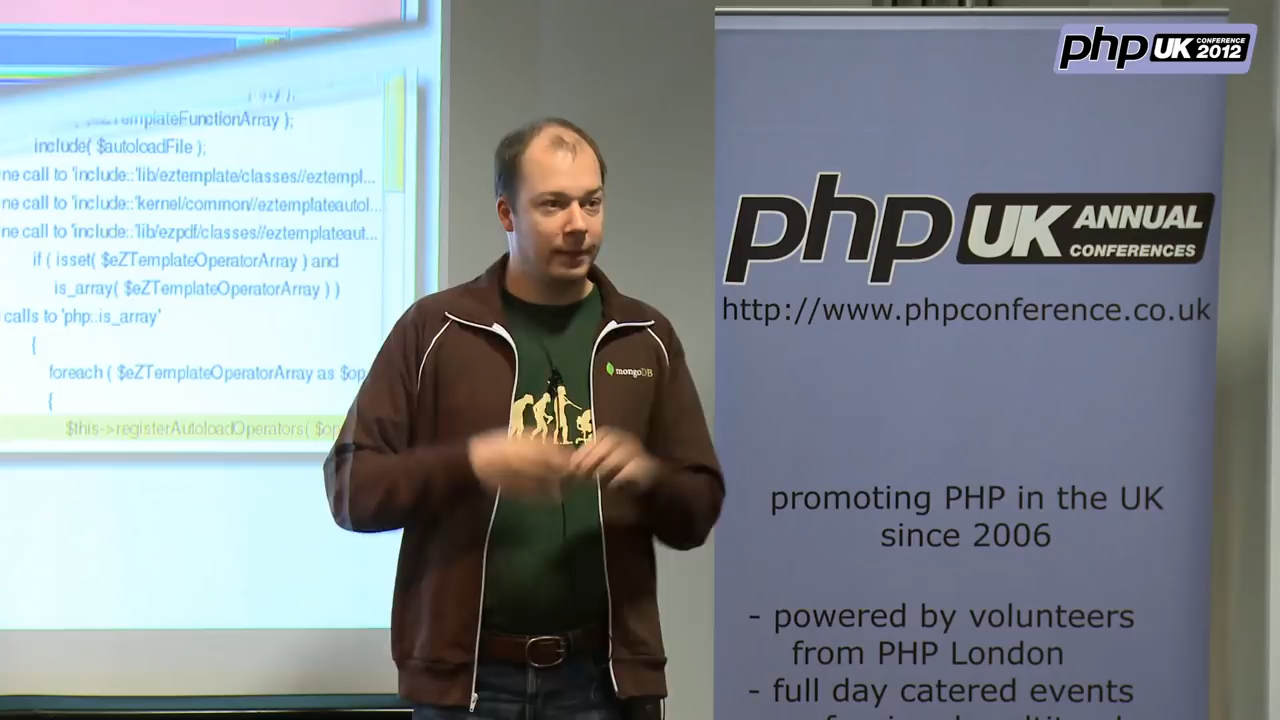 emplateFunctionArray );
include( $autoloadFile );
ne call to 'include::'lib/eztemplate/classes//eztempl...
ne call to 'include::'kernel/common//eztemplateautol...
ne call to 'include::'lib/ezpdf/classes//eztemplateaut...
if ( isset( $eZTemplateOperatorArray ) and
is_array( $eZTemplateOperatorArray ) )
calls to 'php::is_array'
{
foreach ( $eZTemplateOperatorArray as $op
{
$this->registerAutoloadOperators( $op
mongoDB
php UK CONFERENCE 2012
php UK ANNUAL CONFERENCES
http://www.phpconference.co.uk
promoting PHP in the UK
since 2006
- powered by volunteers
from PHP London
- full day catered events